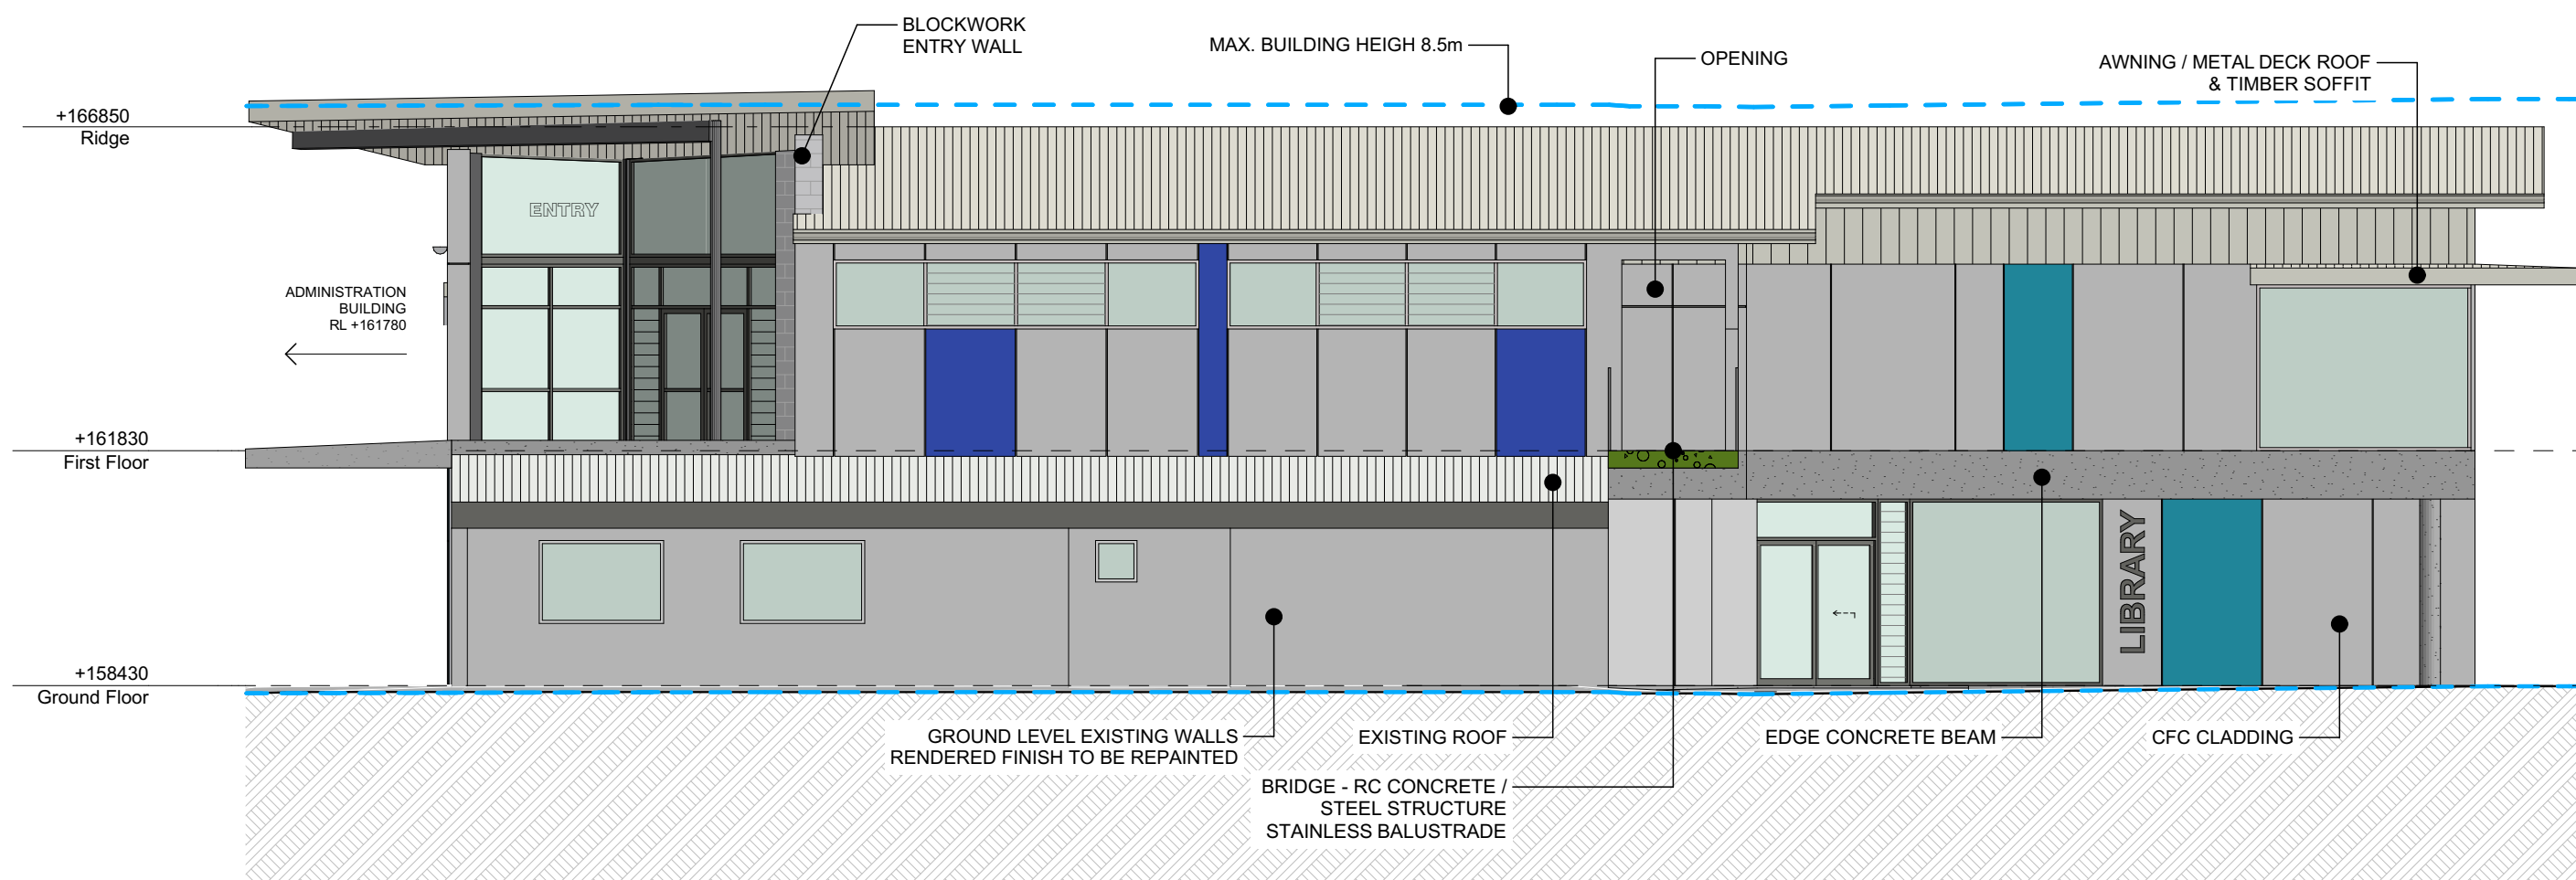 BLOCKWORK
ENTRY WALL
MAX. BUILDING HEIGH 8.5m
OPENING
AWNING / METAL DECK ROOF
& TIMBER SOFFIT
+166850
Ridge
ENTRY
ADMINISTRATION
BUILDING
RL +161780
+161830
First Floor
LIBRARY
+158430
Ground Floor
GROUND LEVEL EXISTING WALLS
RENDERED FINISH TO BE REPAINTED
EXISTING ROOF
EDGE CONCRETE BEAM
CFC CLADDING
BRIDGE - RC CONCRETE /
STEEL STRUCTURE
STAINLESS BALUSTRADE